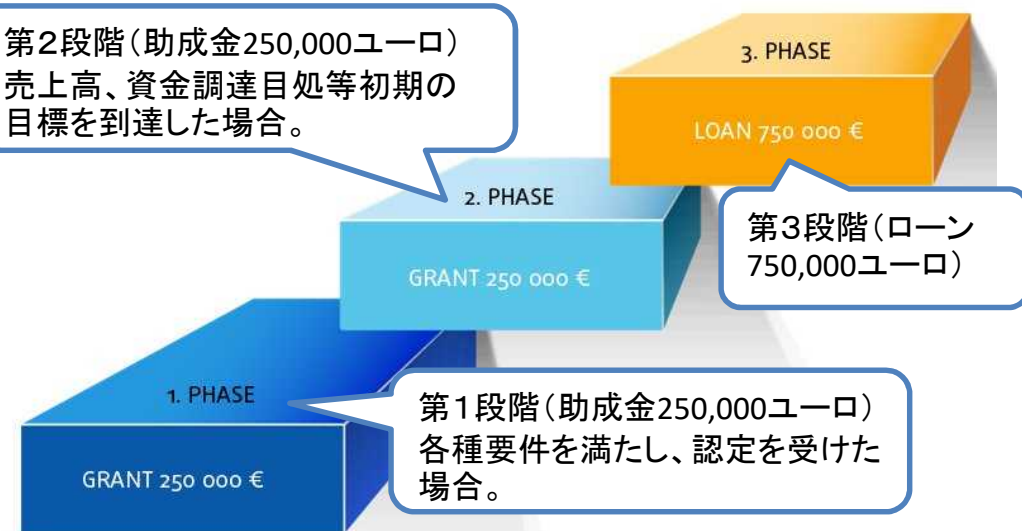 第２段階（助成金250,000ユーロ）
売上高、資金調達目処等初期の
目標を到達した場合。
3. PHASE
LOAN 750 000 €
2. PHASE
GRANT 250 000 €
第３段階（ローン
750,000ユーロ）
1. PHASE
GRANT 250 000 €
第１段階（助成金250,000ユーロ）
各種要件を満たし、認定を受けた
場合。